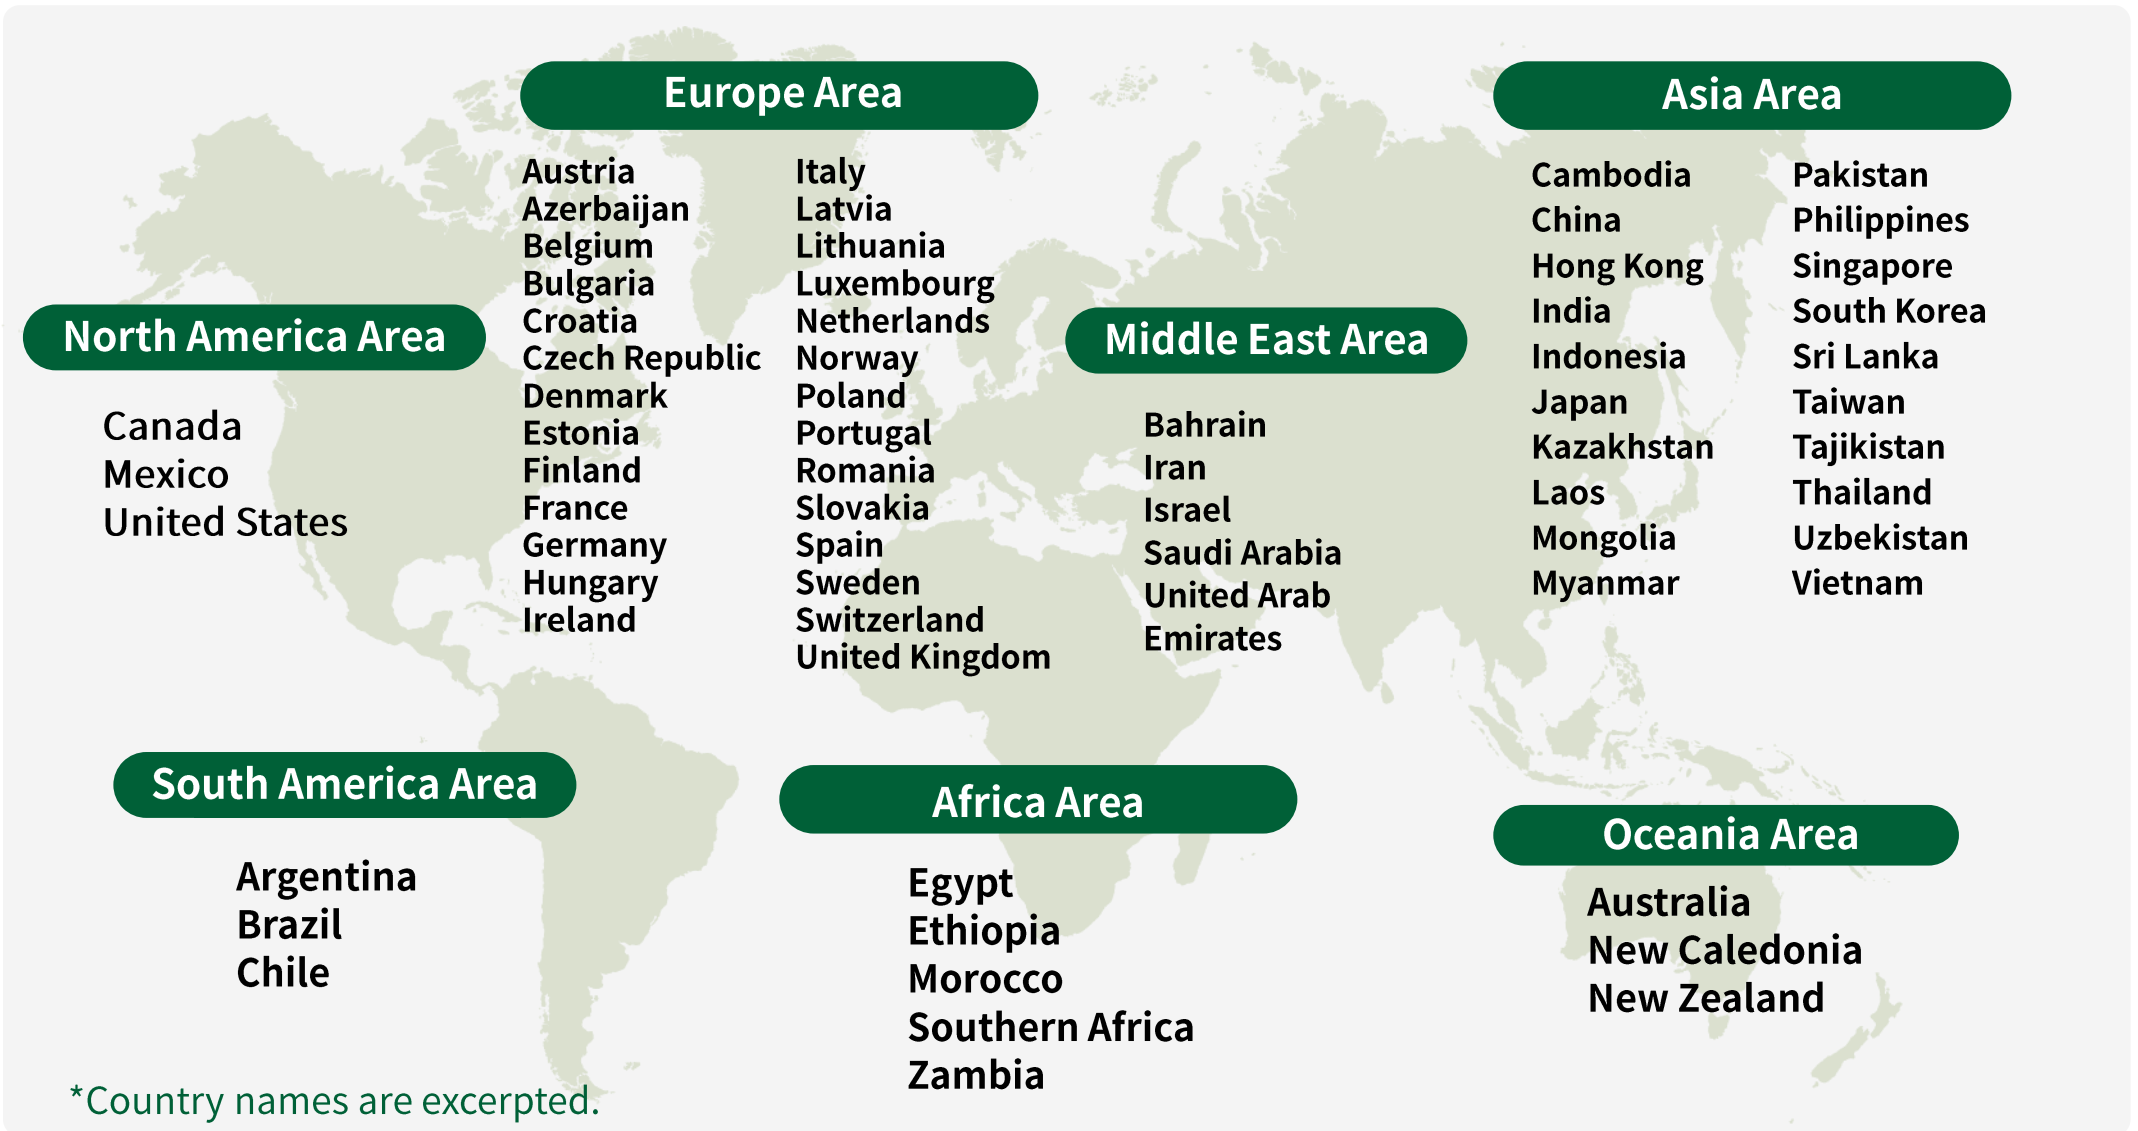 Europe Area
Austria
Azerbaijan
Belgium
Bulgaria
Croatia
Czech Republic
Denmark
Estonia
Finland
France
Germany
Hungary
Ireland
Italy
Latvia
Lithuania
Luxembourg
Netherlands
Norway
Poland
Portugal
Romania
Slovakia
Spain
Sweden
Switzerland
United Kingdom
Asia Area
Cambodia
China
Hong Kong
India
Indonesia
Japan
Kazakhstan
Laos
Mongolia
Myanmar
Pakistan
Philippines
Singapore
South Korea
Sri Lanka
Taiwan
Tajikistan
Thailand
Uzbekistan
Vietnam
North America Area
Canada
Mexico
United States
Middle East Area
Bahrain
Iran
Israel
Saudi Arabia
United Arab
Emirates
South America Area
Argentina
Brazil
Chile
Africa Area
Egypt
Ethiopia
Morocco
Southern Africa
Zambia
Oceania Area
Australia
New Caledonia
New Zealand
*Country names are excerpted.